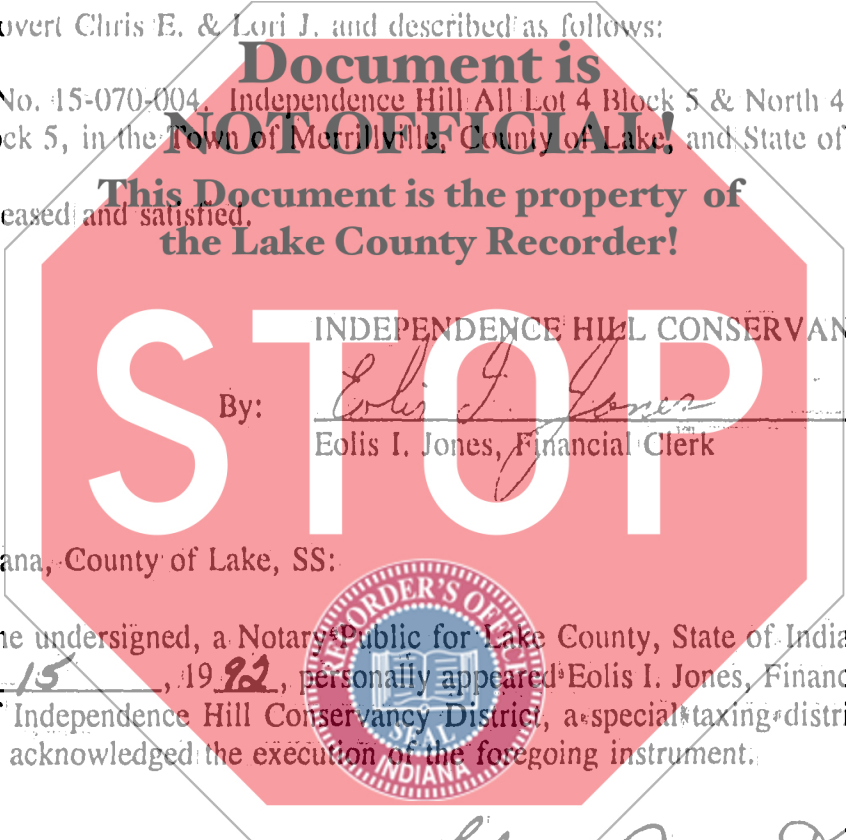 overt Chris E. & Lori J. and described as follows:
Document is
No. 15-070-004. Independence Hill All Lot 4 Block 5 & North 4
NOT OFFICIAL!
ck 5, in the Town of Merrillville, County of Lake, and State of
This Document is the property of
eased and satisfied.
the Lake County Recorder!
STOP
INDEPENDENCE HILL CONSERVAN
By: Eolis I. Jones
Eolis I. Jones, Financial Clerk
ana, County of Lake, SS:
ne undersigned, a Notary Public for Lake County, State of India
15, 1992, personally appeared Eolis I. Jones, Financ
f Independence Hill Conservancy District, a special taxing distri
acknowledged the execution of the foregoing instrument.
RECORDER'S OFFICE
SEAL
INDIANA